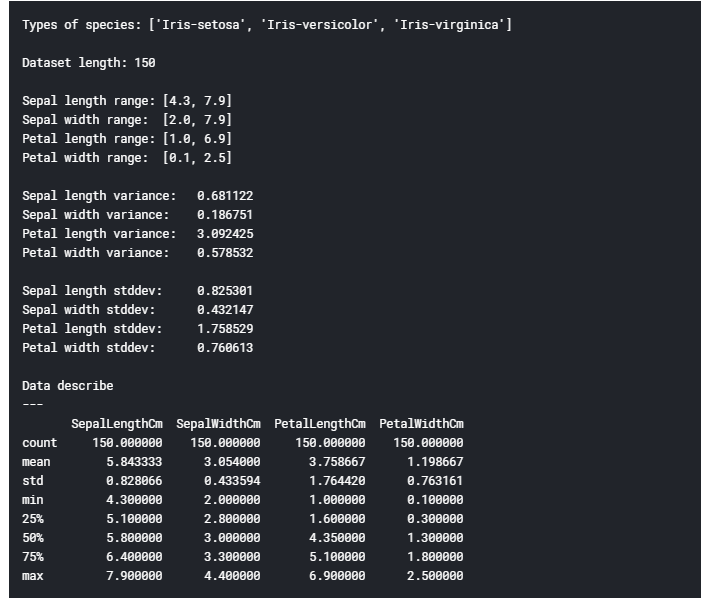 Types of species: ['Iris-setosa', 'Iris-versicolor', 'Iris-virginica']
Dataset length: 150
Sepal length range: [4.3, 7.9]
Sepal width range:  [2.0, 7.9]
Petal length range: [1.0, 6.9]
Petal width range:  [0.1, 2.5]
Sepal length variance:   0.681122
Sepal width variance:    0.186751
Petal length variance:   3.092425
Petal width variance:    0.578532
Sepal length stddev:     0.825301
Sepal width stddev:      0.432147
Petal length stddev:     1.758529
Petal width stddev:      0.760613
Data describe
---
       SepalLengthCm  SepalWidthCm  PetalLengthCm  PetalWidthCm
count     150.000000    150.000000     150.000000    150.000000
mean        5.843333      3.054000       3.758667      1.198667
std         0.828066      0.433594       1.764420      0.763161
min         4.300000      2.000000       1.000000      0.100000
25%         5.100000      2.800000       1.600000      0.300000
50%         5.800000      3.000000       4.350000      1.300000
75%         6.400000      3.300000       5.100000      1.800000
max         7.900000      4.400000       6.900000      2.500000